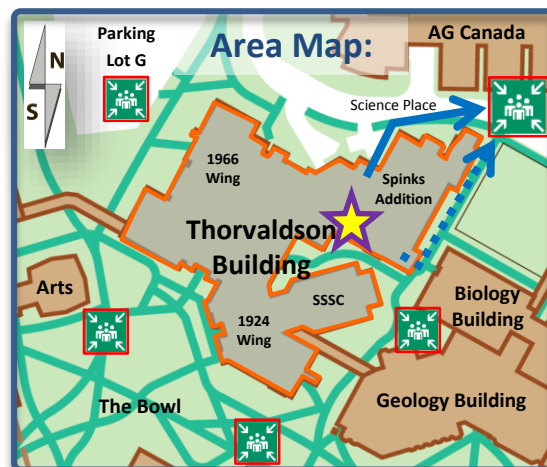 Area Map:
AG Canada
Parking
Lot G
N
S
Science Place
1966
Wing
Spinks
Addition
Thorvaldson
Building
Arts
SSSC
Biology
Building
1924
Wing
The Bowl
Geology Building